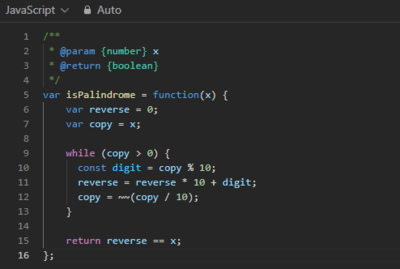 JavaScript Auto
1 /**
2 * @param {number} x
3 * @return {boolean}
4 */
5 var isPalindrome = function(x) {
6 var reverse = 0;
7 var copy = x;
8
9 while (copy > 0) {
10 const digit = copy % 10;
11 reverse = reverse * 10 + digit;
12 copy = ~~(copy / 10);
13 }
14
15 return reverse == x;
16 };